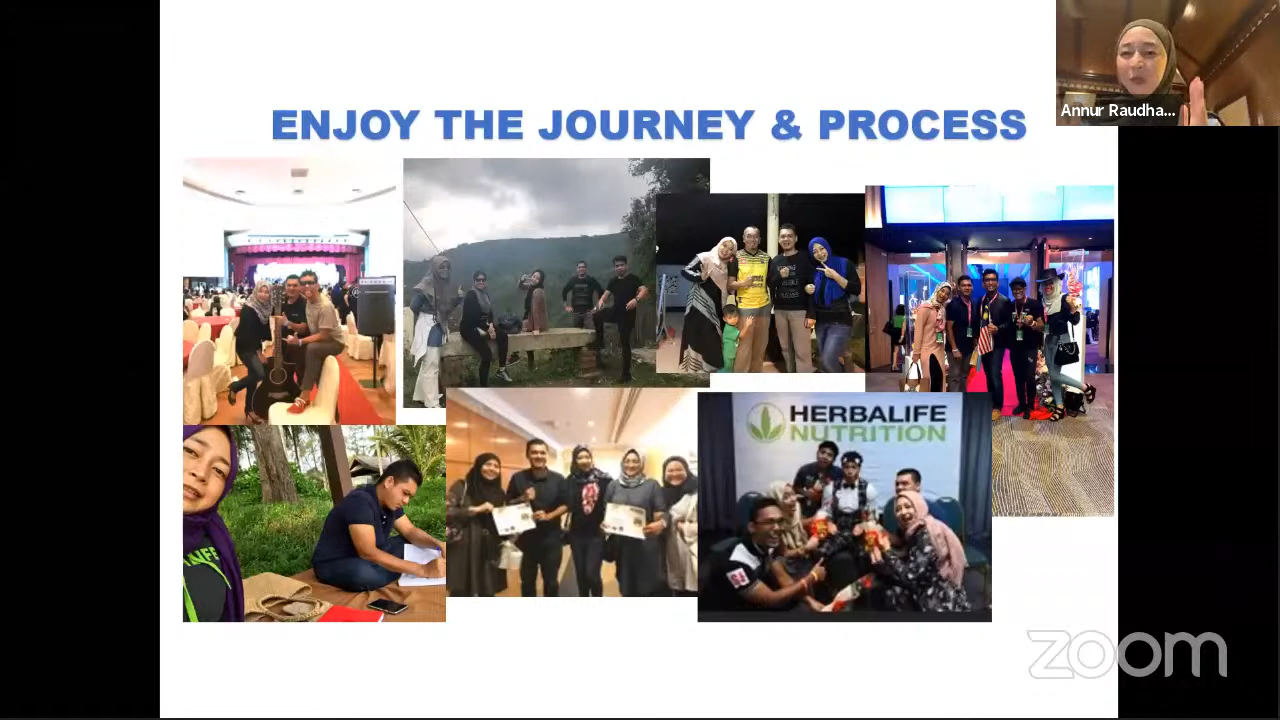 ENJOY THE JOURNEY & PROCESS
Annur Raudha...
HERBALIFE
NUTRITION
zoom